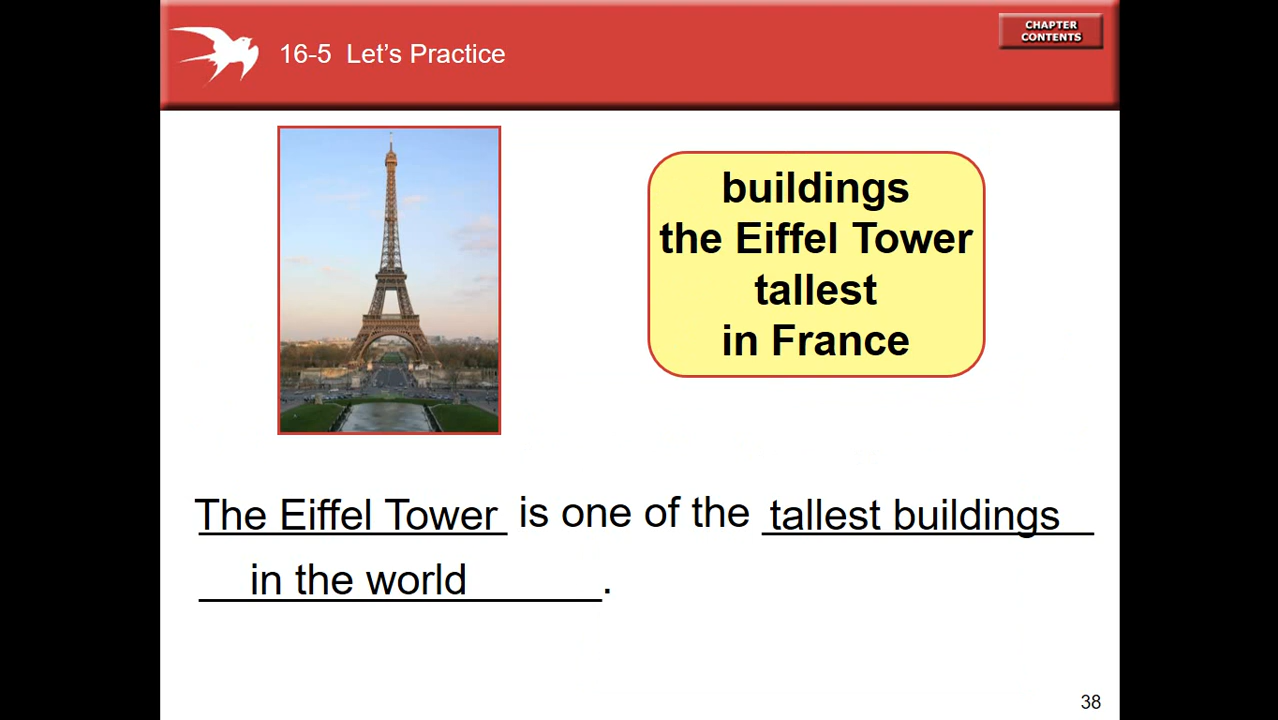 CHAPTER
CONTENTS
16-5 Let’s Practice
buildings
the Eiffel Tower
tallest
in France
The Eiffel Tower is one of the tallest buildings
in the world.
38